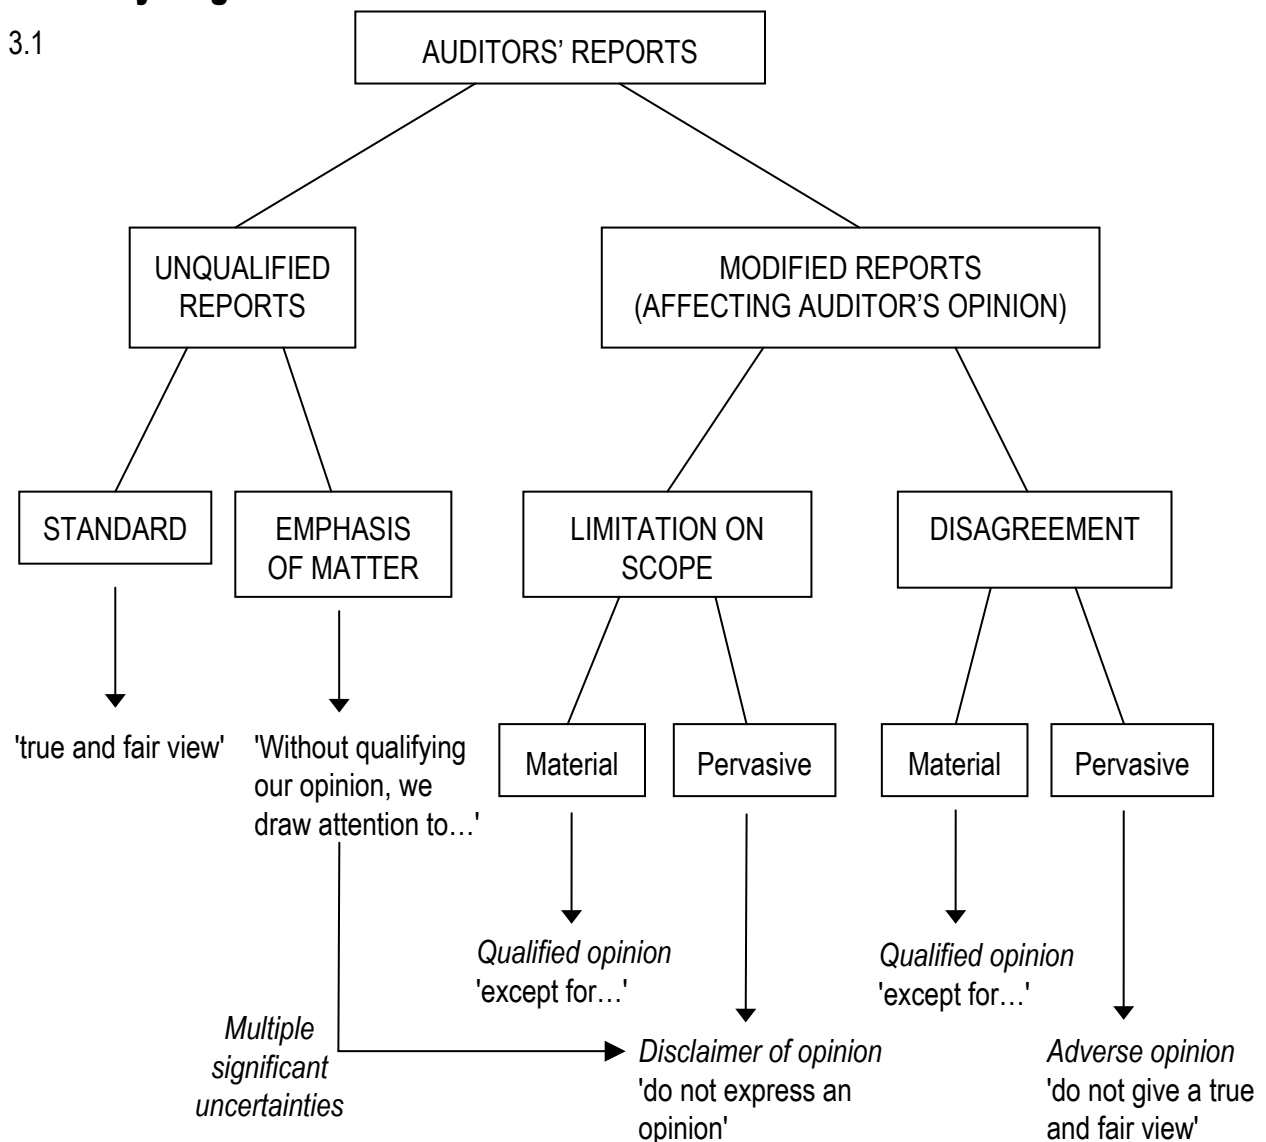 3.1
AUDITORS' REPORTS
UNQUALIFIED
REPORTS
MODIFIED REPORTS
(AFFECTING AUDITOR'S OPINION)
STANDARD
EMPHASIS
OF MATTER
LIMITATION ON
SCOPE
DISAGREEMENT
'true and fair view'
'Without qualifying
our opinion, we
draw attention to…'
Material
Pervasive
Material
Pervasive
Qualified opinion
'except for…'
Qualified opinion
'except for…'
Multiple
significant
uncertainties
Disclaimer of opinion
'do not express an
opinion'
Adverse opinion
'do not give a true
and fair view'